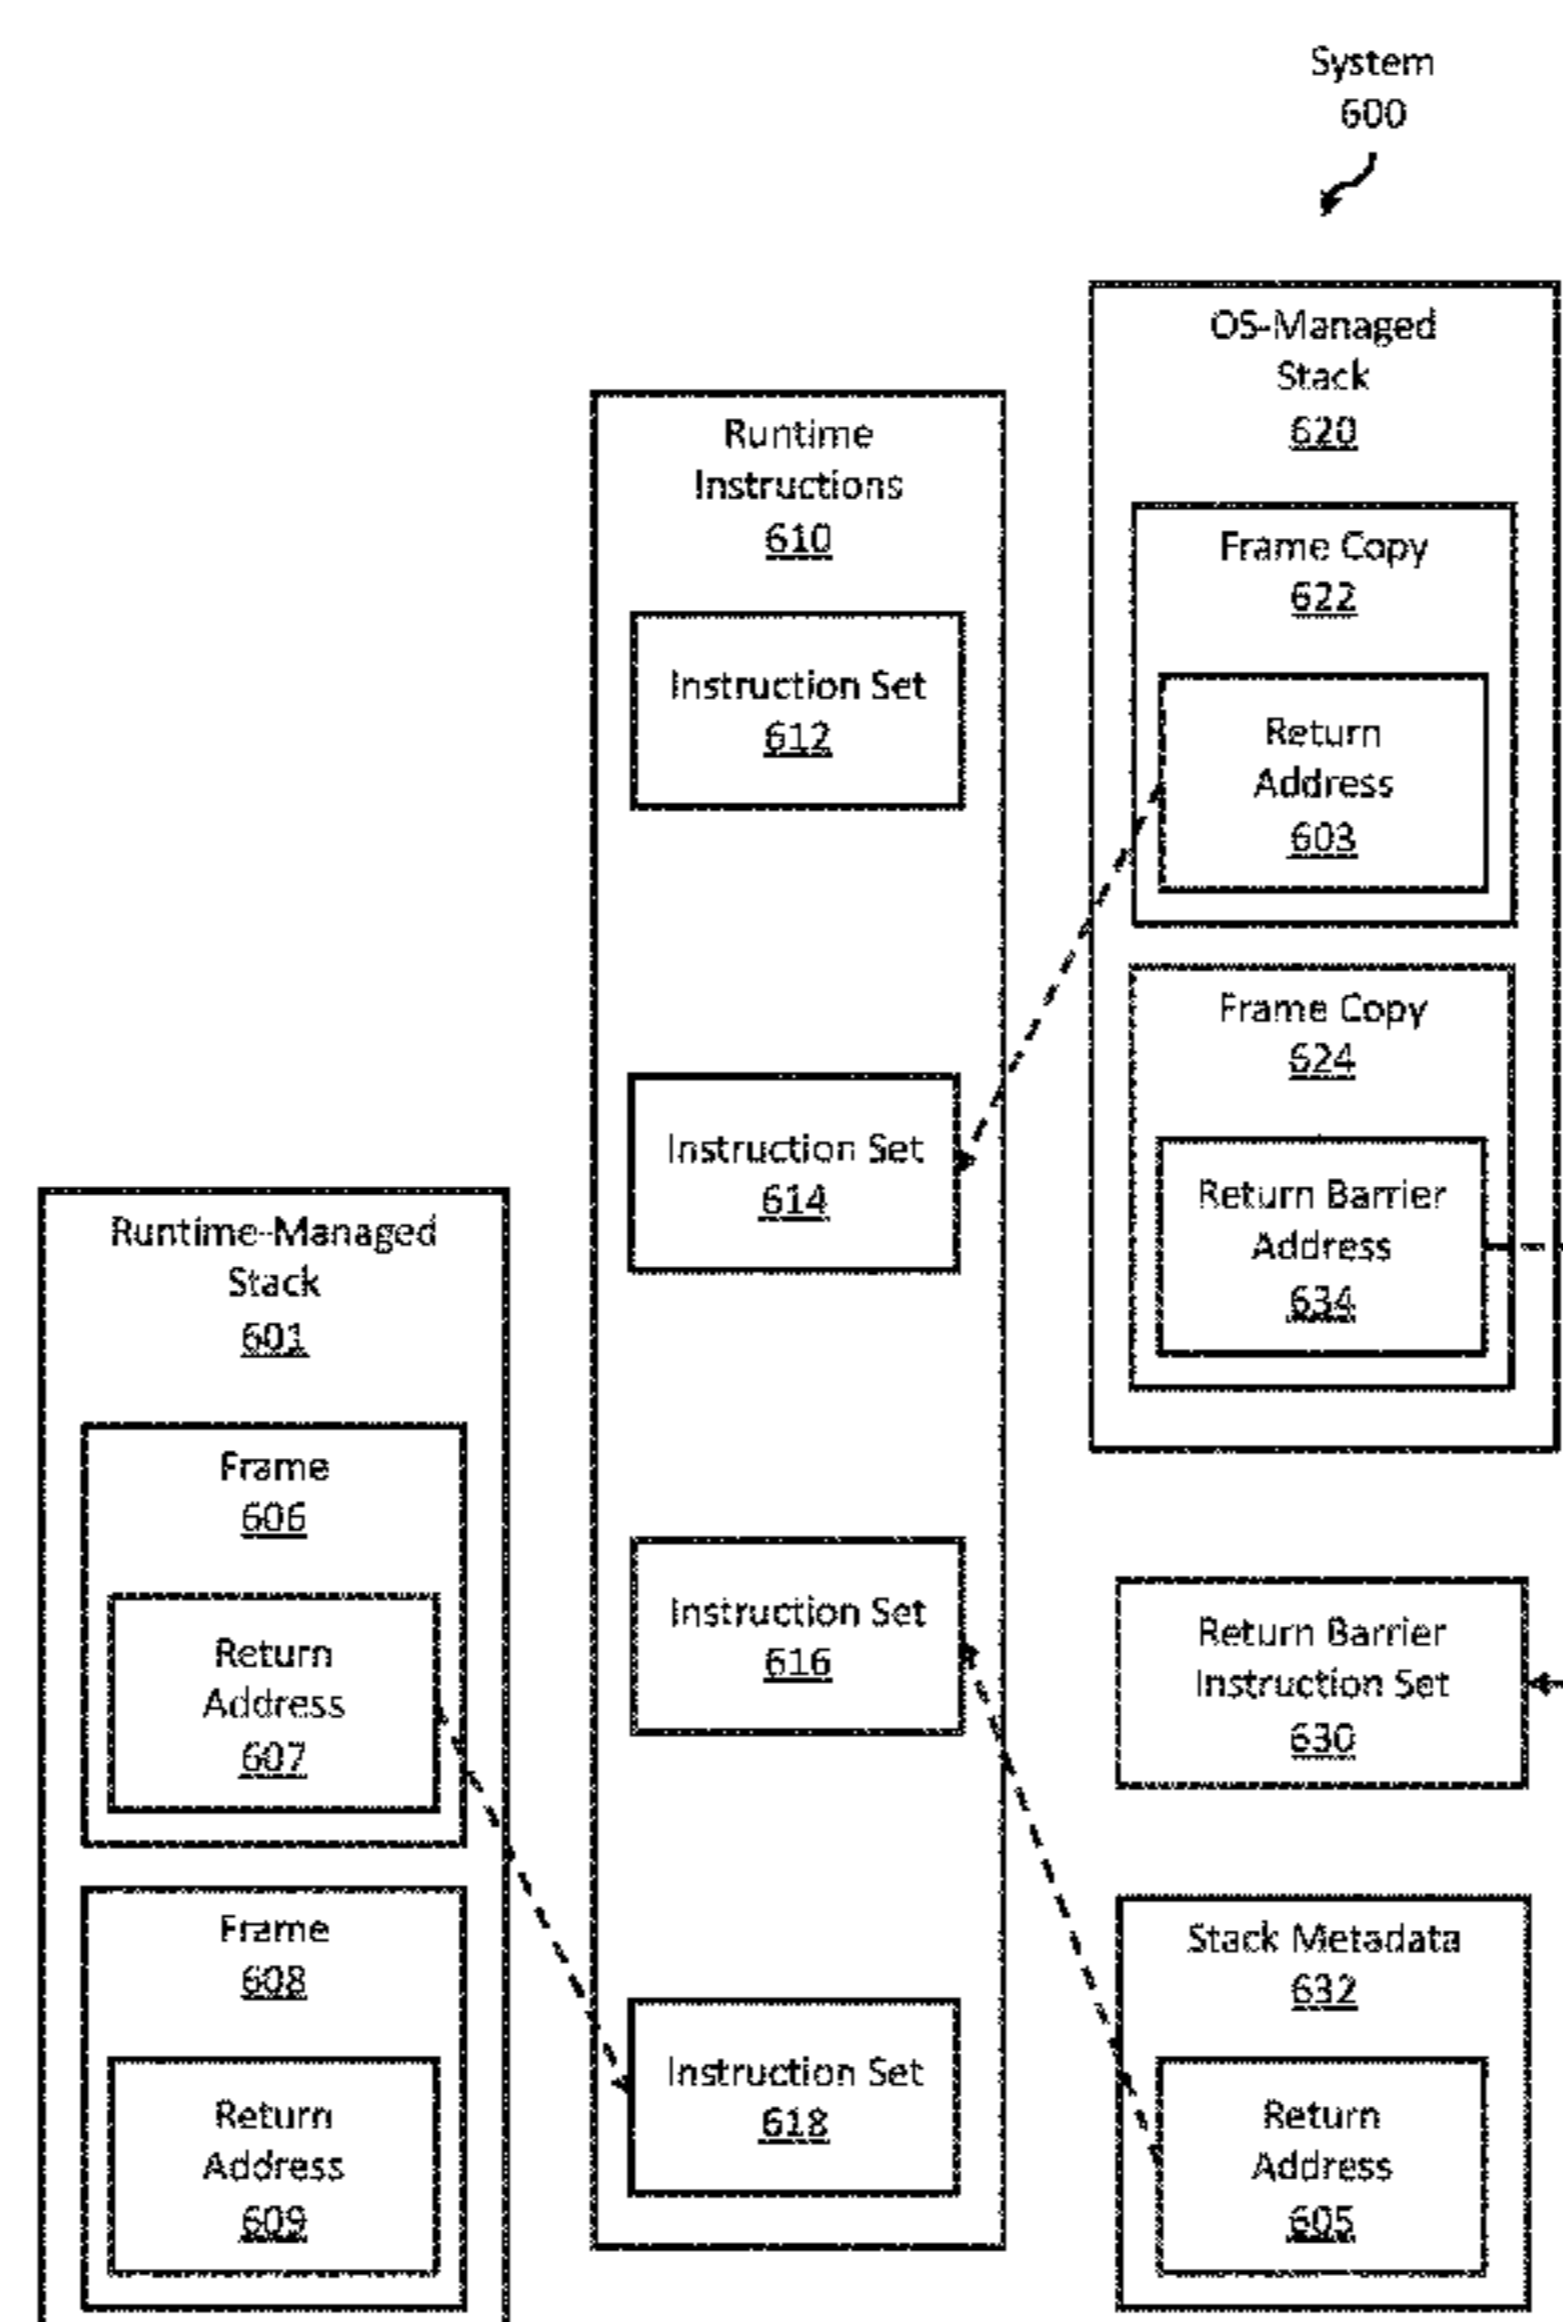 System
600
OS-Managed
Stack
620
Frame Copy
622
Return
Address
603
Frame Copy
624
Return Barrier
Address
634
Runtime
Instructions
610
Instruction Set
612
Instruction Set
614
Instruction Set
616
Instruction Set
618
Runtime-Managed
Stack
601
Frame
606
Return
Address
607
Frame
608
Return
Address
609
Return Barrier
Instruction Set
630
Stack Metadata
632
Return
Address
605